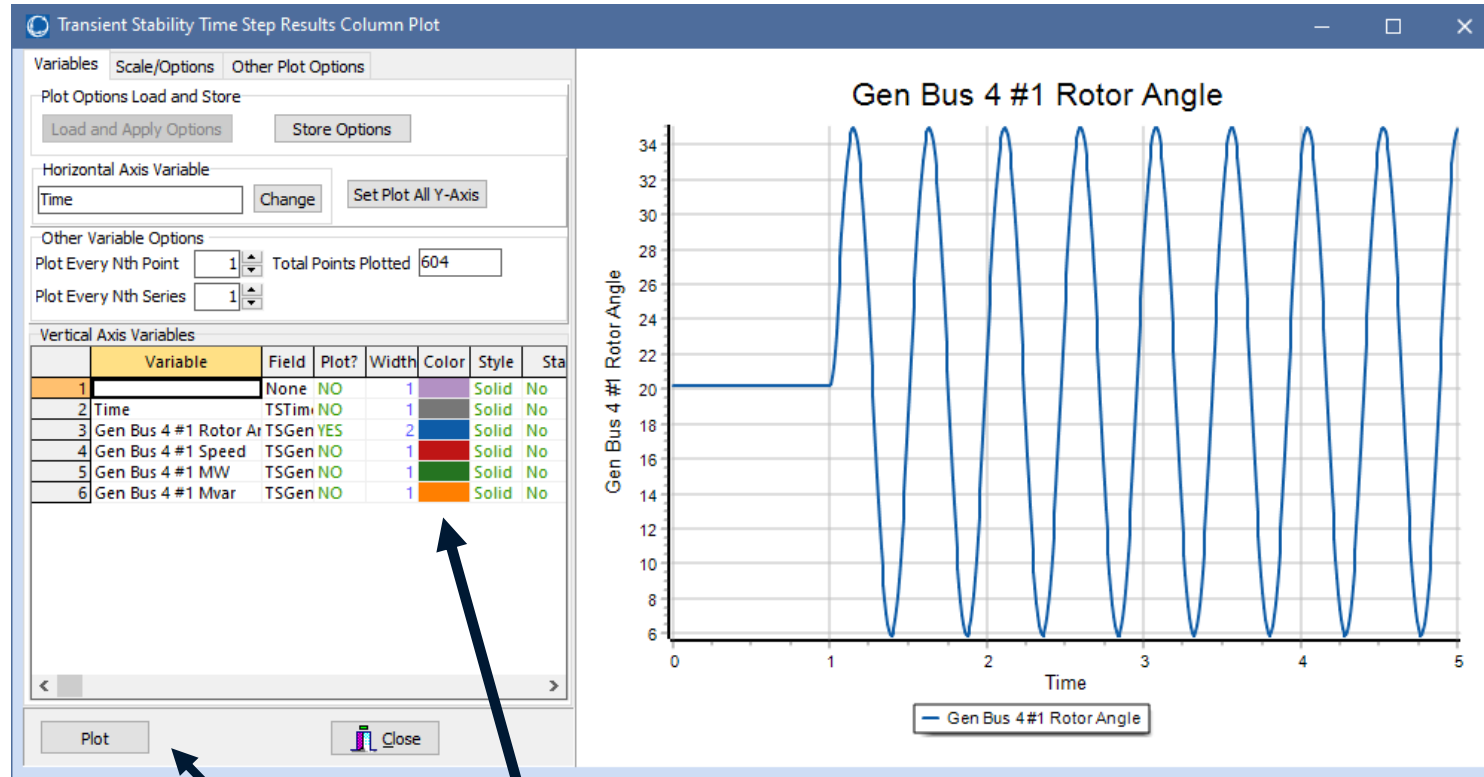 Transient Stability Time Step Results Column Plot
Variables Scale/Options Other Plot Options
Plot Options Load and Store
Load and Apply Options Store Options
Horizontal Axis Variable
Time Change Set Plot All Y-Axis
Other Variable Options
Plot Every Nth Point 1 Total Points Plotted 604
Plot Every Nth Series 1
Vertical Axis Variables
Variable Field Plot? Width Color Style Sta
1 None NO 1 Solid No
2 Time TSTim NO 1 Solid No
3 Gen Bus 4 #1 Rotor Ar TSGen YES 2 Solid No
4 Gen Bus 4 #1 Speed TSGen NO 1 Solid No
5 Gen Bus 4 #1 MW TSGen NO 1 Solid No
6 Gen Bus 4 #1 Mvar TSGen NO 1 Solid No
Plot Close
Gen Bus 4 #1 Rotor Angle
Gen Bus 4 #1 Rotor Angle
34
32
30
28
26
24
22
20
18
16
14
12
10
8
6
0 1 2 3 4 5
Time
Gen Bus 4 #1 Rotor Angle